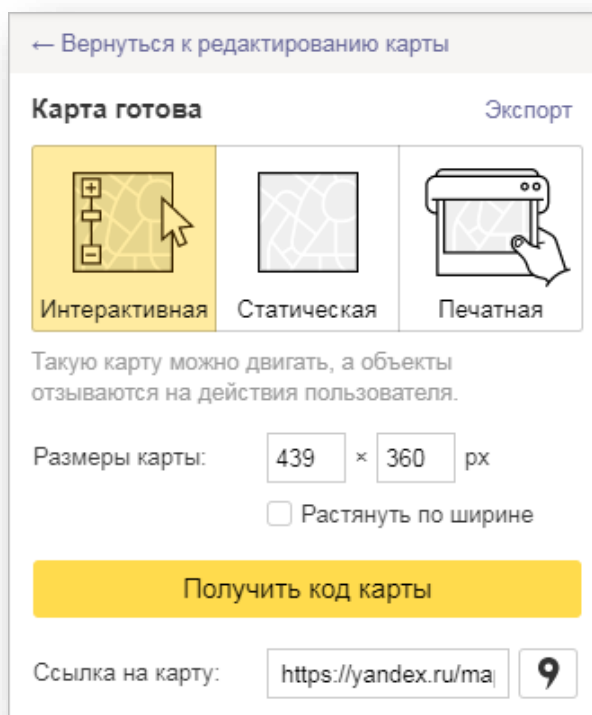 ← Вернуться к редактированию карты
Карта готова Экспорт
Интерактивная Статическая Печатная
Такую карту можно двигать, а объекты
отзываются на действия пользователя.
Размеры карты: 439 × 360 px
Растянуть по ширине
Получить код карты
Ссылка на карту: https://yandex.ru/ma